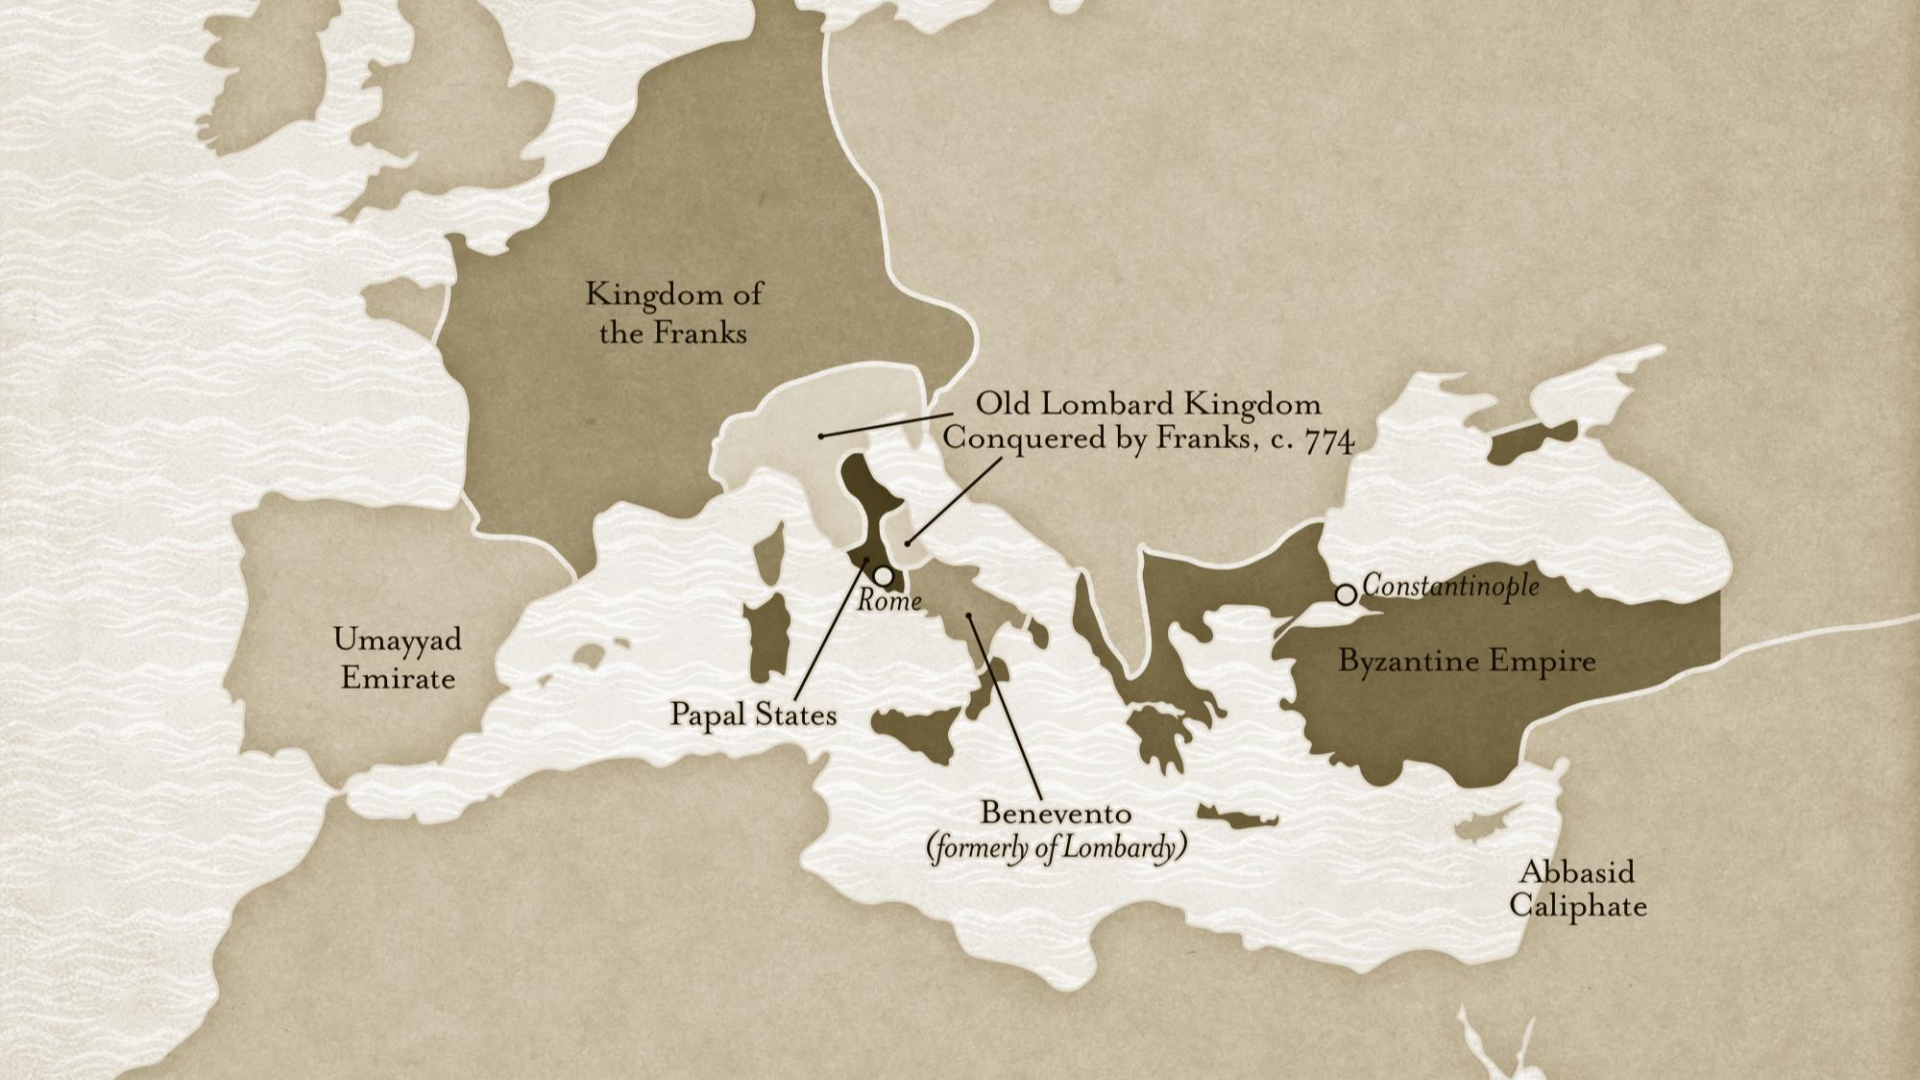 Kingdom of
the Franks
Old Lombard Kingdom
Conquered by Franks, c. 774
Constantinople
Rome
Umayyad
Emirate
Byzantine Empire
Papal States
Benevento
(formerly of Lombardy)
Abbasid
Caliphate